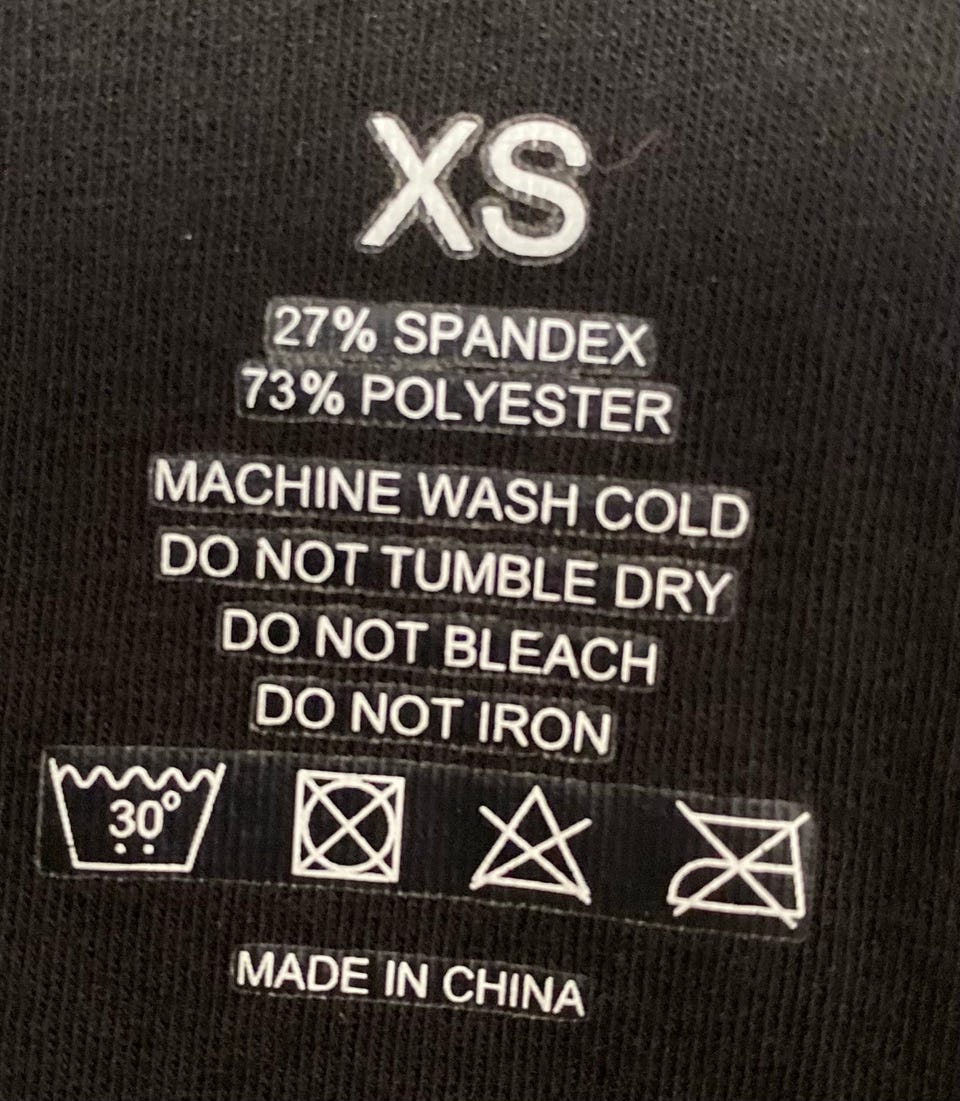 XS
27% SPANDEX
73% POLYESTER
MACHINE WASH COLD
DO NOT TUMBLE DRY
DO NOT BLEACH
DO NOT IRON
30°
MADE IN CHINA